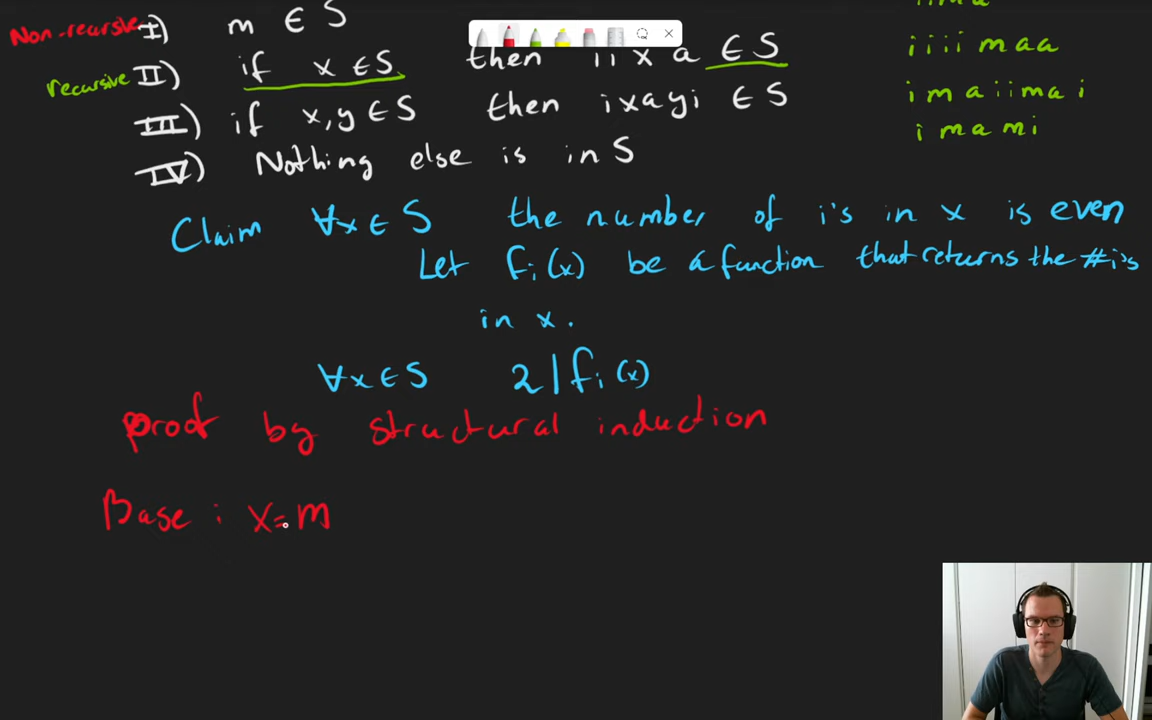 Non-recursive I) m ∈ S
recursive II) if x ∈ S then iixa ∈ S
iiii maa
III) if x,y ∈ S then ixayi ∈ S
imaiimai
imami
IV) Nothing else is in S
Claim ∀x ∈ S the number of i's in x is even
Let fi(x) be a function that returns the #i's
in x.
∀x ∈ S 2|fi(x)
proof by structural induction
Base : x=m